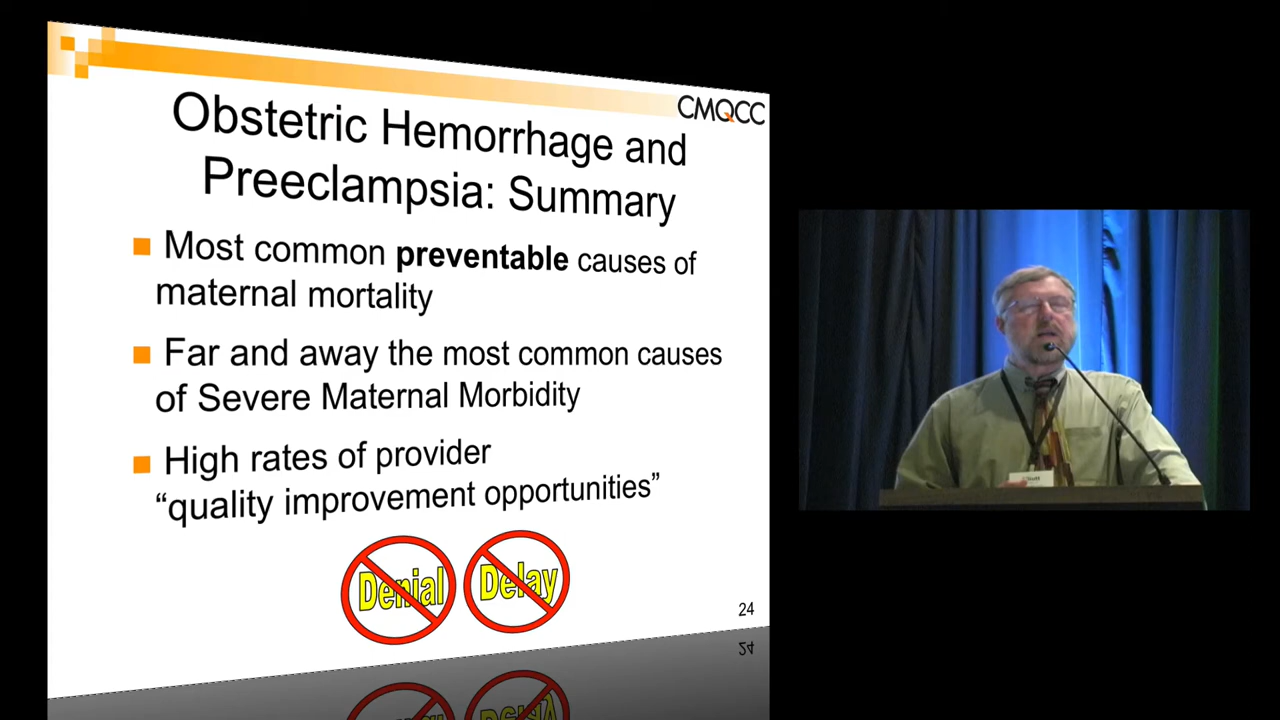 CMQCC
Obstetric Hemorrhage and
Preeclampsia: Summary
Most common preventable causes of
maternal mortality
Far and away the most common causes
of Severe Maternal Morbidity
High rates of provider
“quality improvement opportunities”
Denial Delay
24